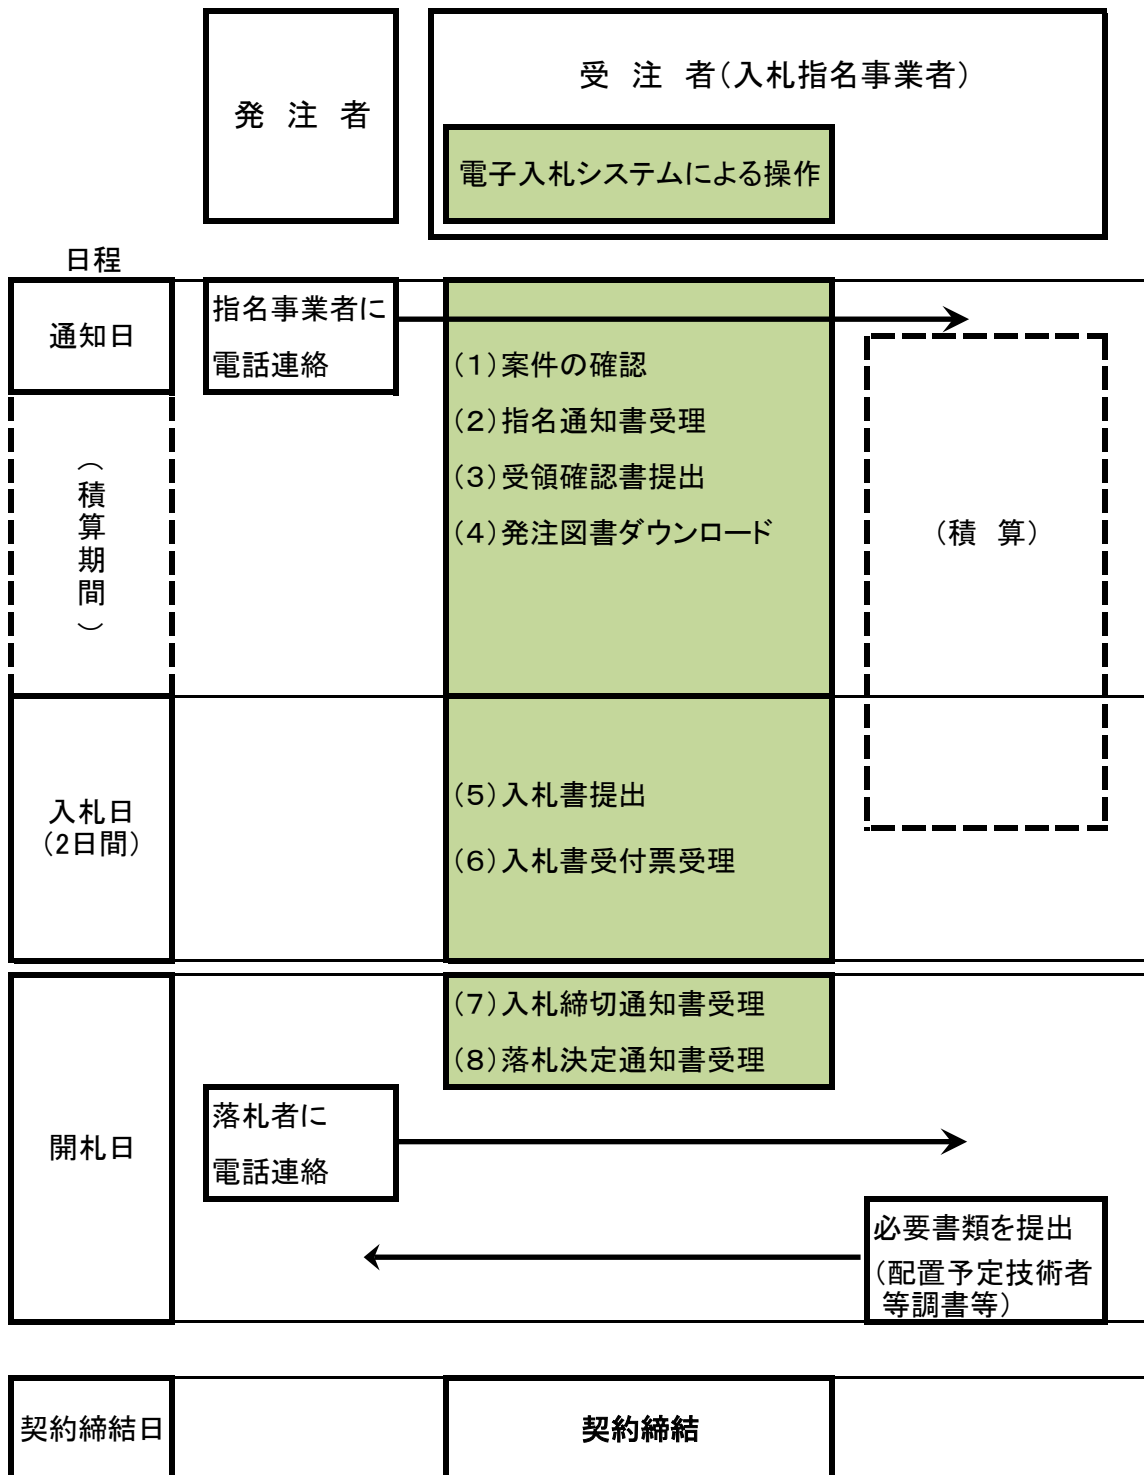 発 注 者
受 注 者（入札指名事業者）
電子入札システムによる操作
日程
通知日
指名事業者に
電話連絡
（１）案件の確認
（２）指名通知書受理
（３）受領確認書提出
（４）発注図書ダウンロード
（積算期間）
（積 算）
入札日
（2日間）
（５）入札書提出
（６）入札書受付票受理
開札日
（７）入札締切通知書受理
（８）落札決定通知書受理
落札者に
電話連絡
必要書類を提出
（配置予定技術者
等調書等）
契約締結日
契約締結